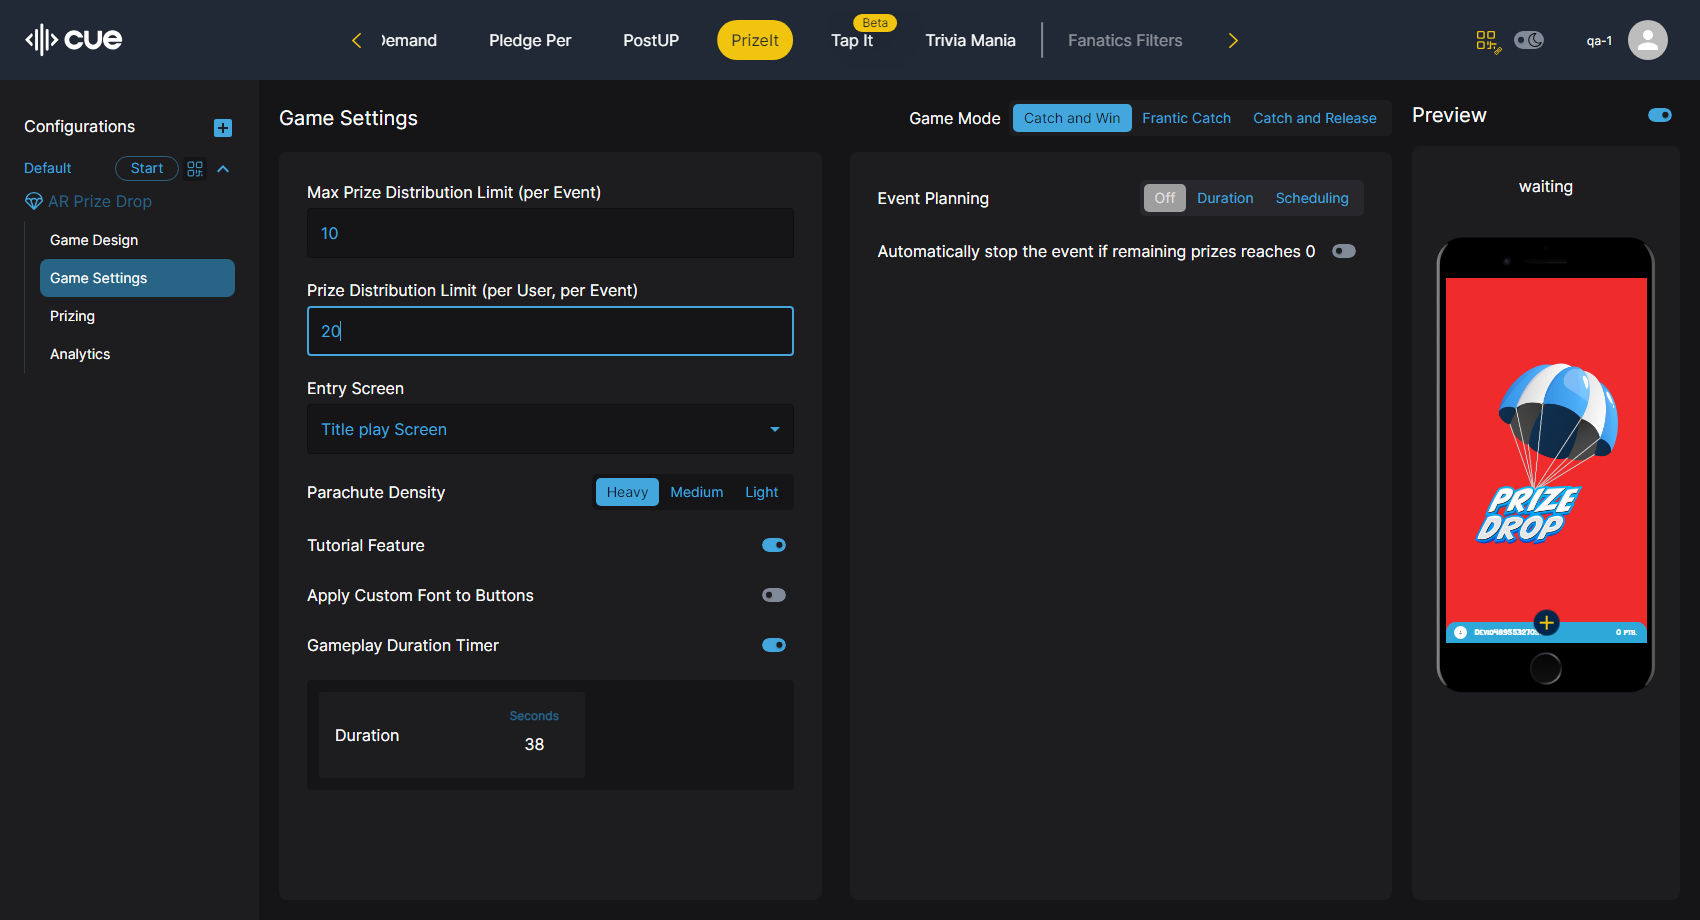 cue
Demand
Pledge Per
PostUP
PrizeIt
Beta
Tap It
Trivia Mania
Fanatics Filters
qa-1
Configurations
Default
Start
AR Prize Drop
Game Design
Game Settings
Prizing
Analytics
Game Settings
Game Mode
Catch and Win
Frantic Catch
Catch and Release
Max Prize Distribution Limit (per Event)
10
Prize Distribution Limit (per User, per Event)
20
Entry Screen
Title play Screen
Parachute Density
Heavy
Medium
Light
Tutorial Feature
Apply Custom Font to Buttons
Gameplay Duration Timer
Duration
Seconds
38
Event Planning
Off
Duration
Scheduling
Automatically stop the event if remaining prizes reaches 0
Preview
waiting
PRIZE
DROP
0 PTS.